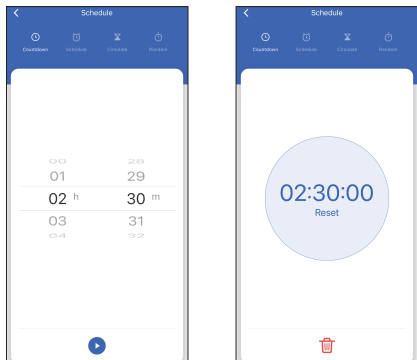 Schedule
Countdown Schedule Circulate Random
00 28
01 29
02 h 30 m
03 31
04 32
Schedule
Countdown Schedule Circulate Random
02:30:00
Reset